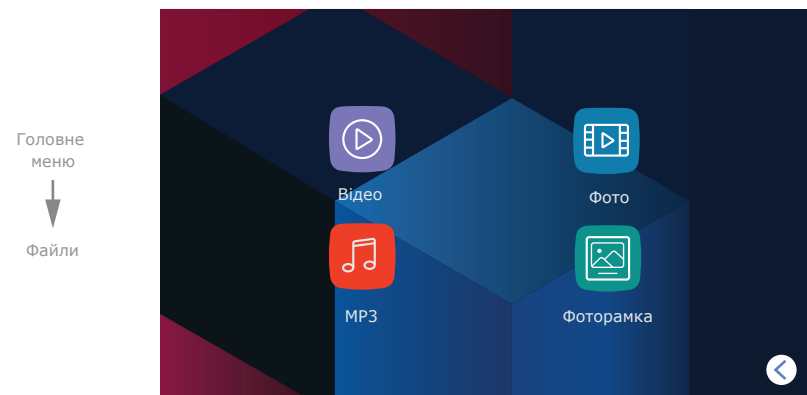 Головне
меню
Файли
Відео
Фото
MP3
Фоторамка